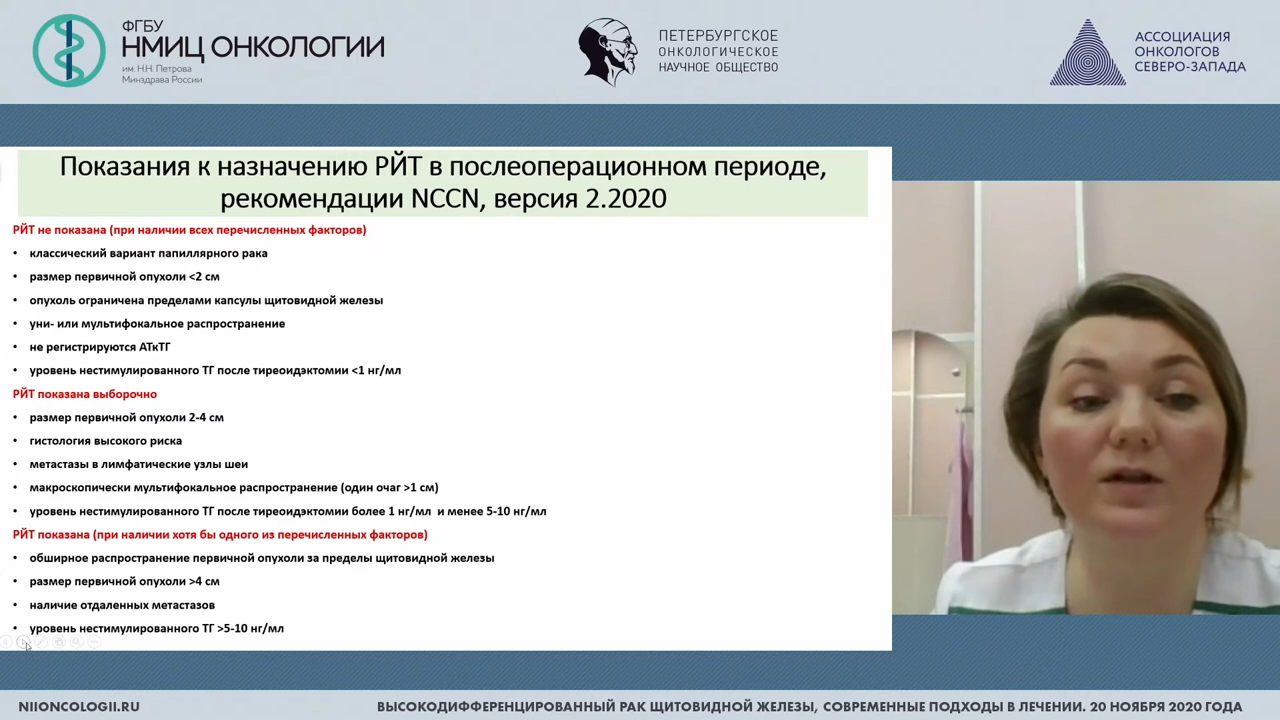 ФГБУ
НМИЦ ОНКОЛОГИИ
им. Н.Н. Петрова
Минздрава России
ПЕТЕРБУРГСКОЕ
ОНКОЛОГИЧЕСКОЕ
НАУЧНОЕ ОБЩЕСТВО
АССОЦИАЦИЯ
ОНКОЛОГОВ
СЕВЕРО-ЗАПАДА
Показания к назначению РЙТ в послеоперационном периоде,
рекомендации NCCN, версия 2.2020
РЙТ не показана (при наличии всех перечисленных факторов)
• классический вариант папиллярного рака
• размер первичной опухоли <2 см
• опухоль ограничена пределами капсулы щитовидной железы
• уни- или мультифокальное распространение
• не регистрируются АТкТГ
• уровень нестимулированного ТГ после тиреоидэктомии <1 нг/мл
РЙТ показана выборочно
• размер первичной опухоли 2-4 см
• гистология высокого риска
• метастазы в лимфатические узлы шеи
• макроскопически мультифокальное распространение (один очаг >1 см)
• уровень нестимулированного ТГ после тиреоидэктомии более 1 нг/мл и менее 5-10 нг/мл
РЙТ показана (при наличии хотя бы одного из перечисленных факторов)
• обширное распространение первичной опухоли за пределы щитовидной железы
• размер первичной опухоли >4 см
• наличие отдаленных метастазов
• уровень нестимулированного ТГ >5-10 нг/мл
NIIONCOLOGII.RU
ВЫСОКОДИФФЕРЕНЦИРОВАННЫЙ РАК ЩИТОВИДНОЙ ЖЕЛЕЗЫ, СОВРЕМЕННЫЕ ПОДХОДЫ В ЛЕЧЕНИИ. 20 НОЯБРЯ 2020 ГОДА